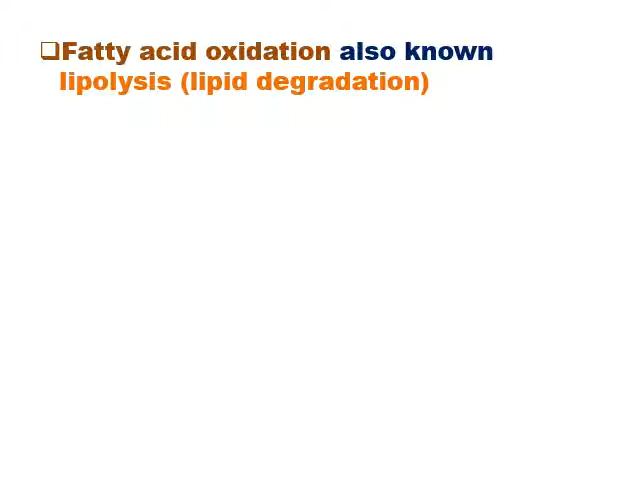 ❑Fatty acid oxidation also known
lipolysis (lipid degradation)